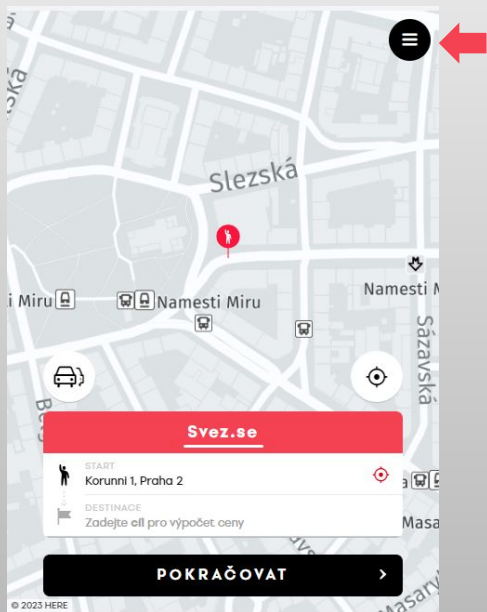 Slezská
i Miru
Namesti Miru
Namesti
Sázavská
Svez.se
START
Korunni 1, Praha 2
DESTINACE
Zadejte cíl pro výpočet ceny
Masa
POKRAČOVAT
Masary
© 2023 HERE